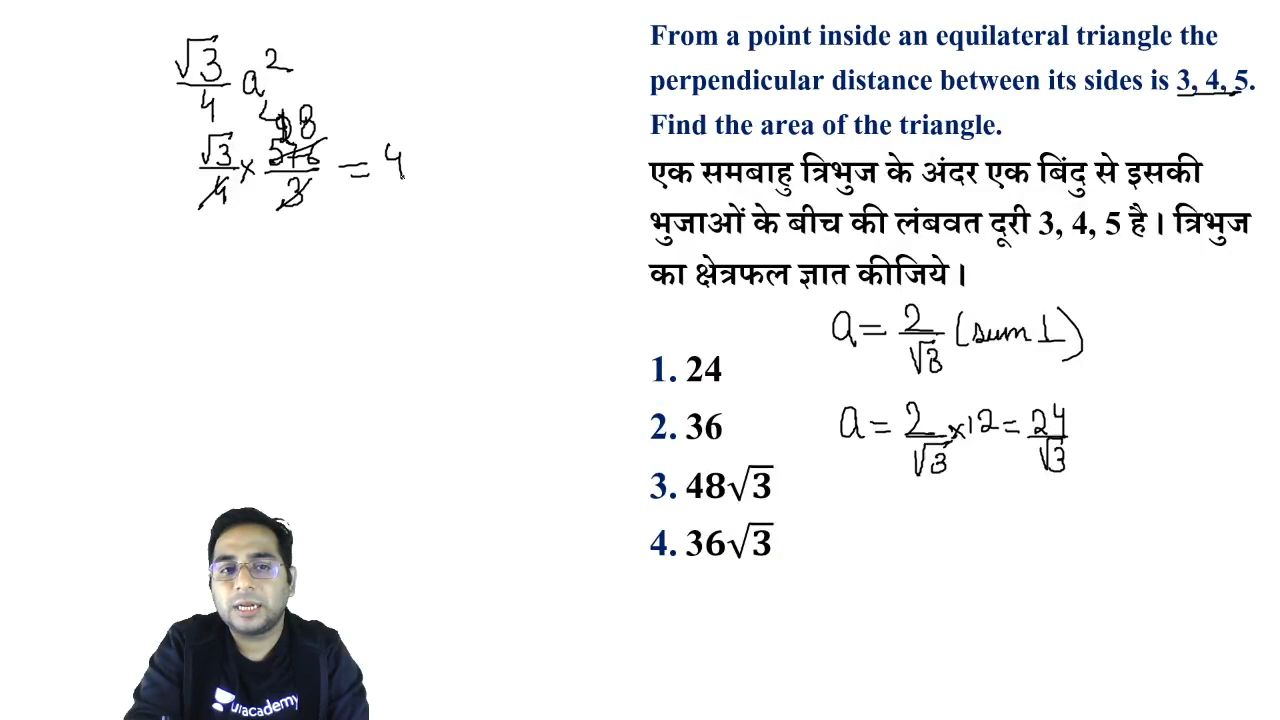 √3/4 a²
48
√3/4 × 576/3 = 4
From a point inside an equilateral triangle the
perpendicular distance between its sides is 3, 4, 5.
Find the area of the triangle.
एक समबाहु त्रिभुज के अंदर एक बिंदु से इसकी
भुजाओं के बीच की लंबवत दूरी 3, 4, 5 है। त्रिभुज
का क्षेत्रफल ज्ञात कीजिये।
a = 2/√3 (sum ⊥)
1. 24
2. 36
a = 2/√3 × 12 = 24/√3
3. 48√3
4. 36√3